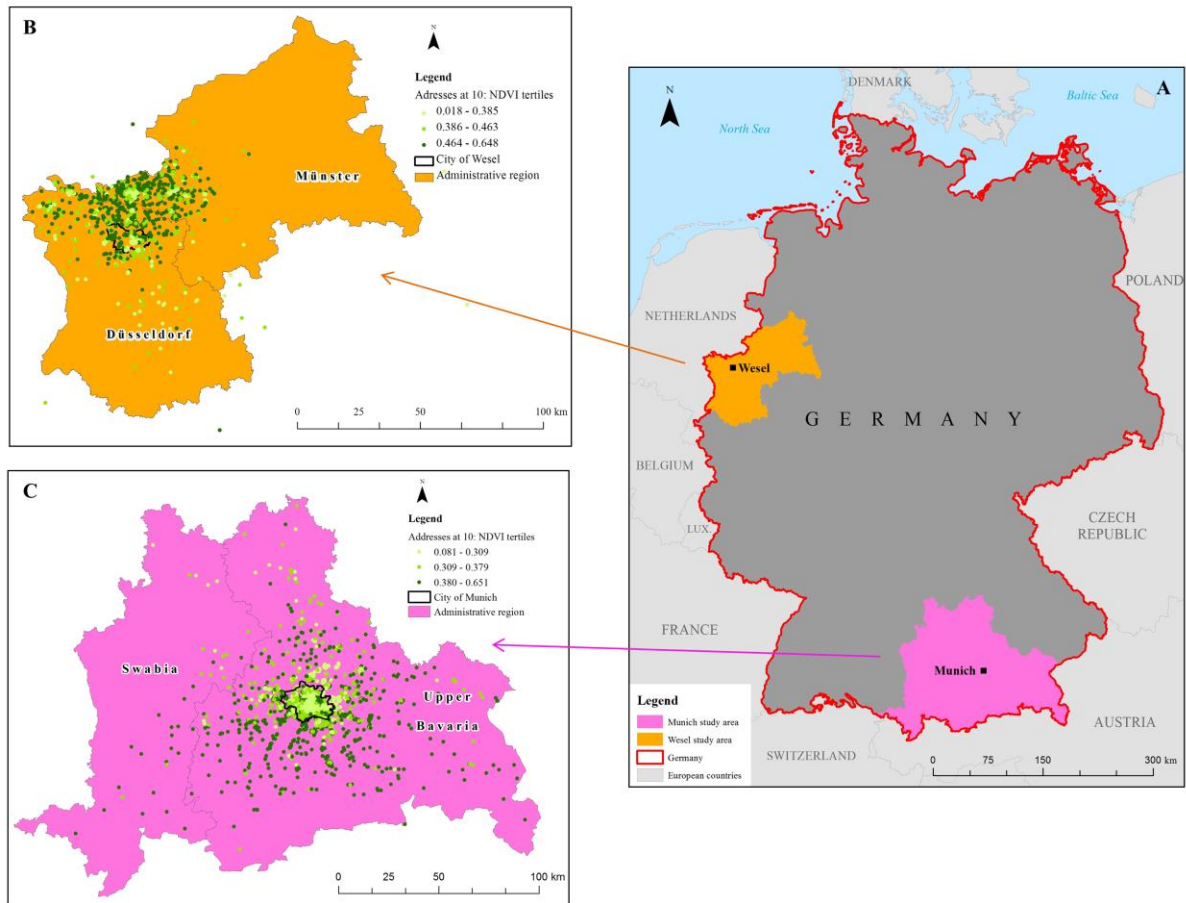 B
N
Legend
Adresses at 10: NDVI tertiles
0.018 - 0.385
0.386 - 0.463
0.464 - 0.648
City of Wesel
Administrative region
Münster
Düsseldorf
0 25 50 100 km
C
N
Legend
Addresses at 10: NDVI tertiles
0.081 - 0.309
0.309 - 0.379
0.380 - 0.651
City of Munich
Administrative region
Swabia
Upper
Bavaria
0 25 50 100 km
A
N
DENMARK
North Sea
Baltic Sea
POLAND
NETHERLANDS
Wesel
GERMANY
BELGIUM
LUX.
CZECH
REPUBLIC
FRANCE
Munich
AUSTRIA
SWITZERLAND
Legend
Munich study area
Wesel study area
Germany
European countries
0 75 150 300 km